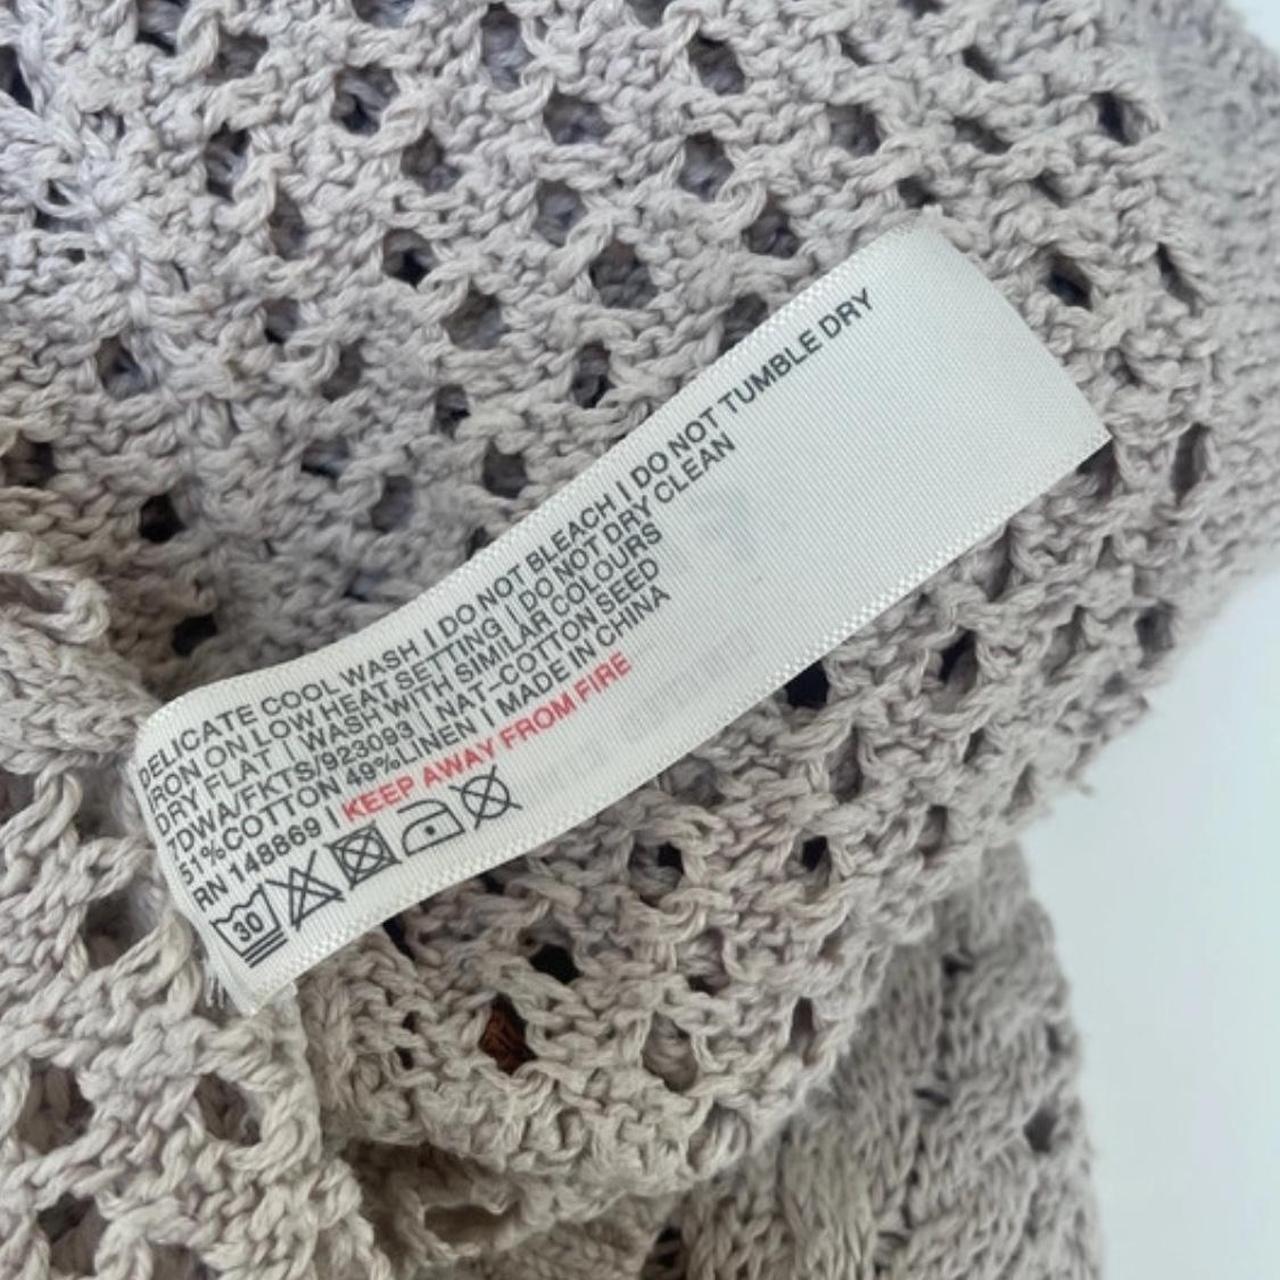 DELICATE COOL WASH | DO NOT BLEACH | DO NOT TUMBLE DRY
IRON ON LOW HEAT SETTING | DO NOT DRY CLEAN
DRY FLAT | WASH WITH SIMILAR COLOURS
TDWA/FKTS/923093 | NAT-COTTON SEED
51%COTTON 49%LINEN | MADE IN CHINA
RN 148869 | KEEP AWAY FROM FIRE
30